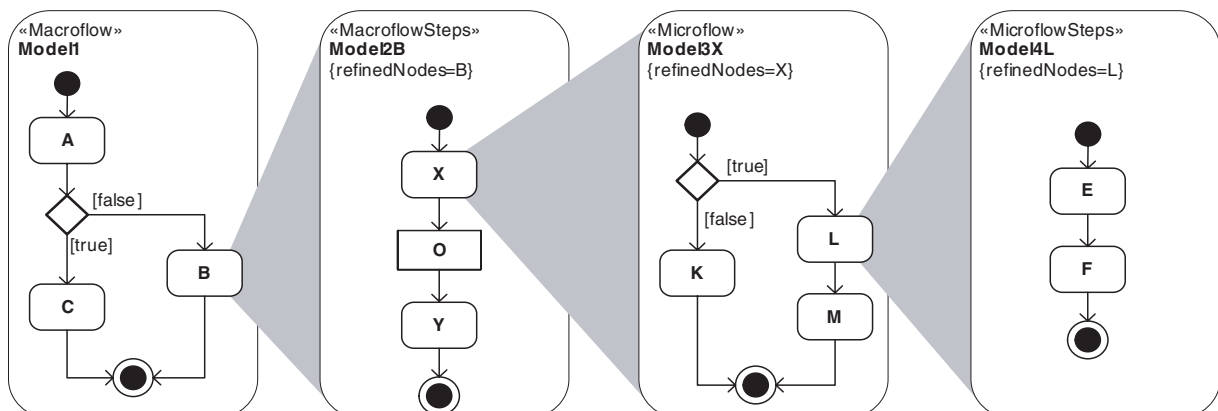 «Macroflow»
Model1
A
[false]
[true]
B
C
«MacroflowSteps»
Model2B
{refinedNodes=B}
X
O
Y
«Microflow»
Model3X
{refinedNodes=X}
[true]
[false]
L
K
M
«MicroflowSteps»
Model4L
{refinedNodes=L}
E
F